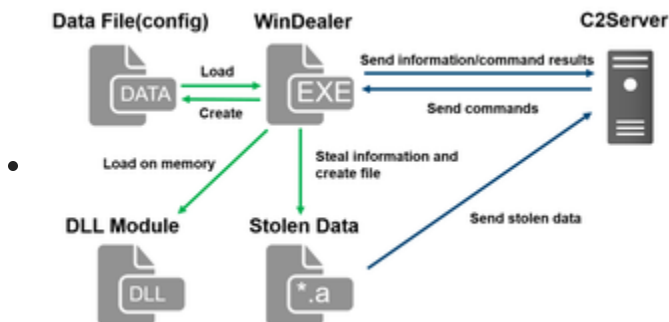 Data File(config)
WinDealer
C2Server
Load
DATA
Create
EXE
Send information/command results
Send commands
Load on memory
Steal information and
create file
DLL Module
Stolen Data
Send stolen data
DLL
*.a